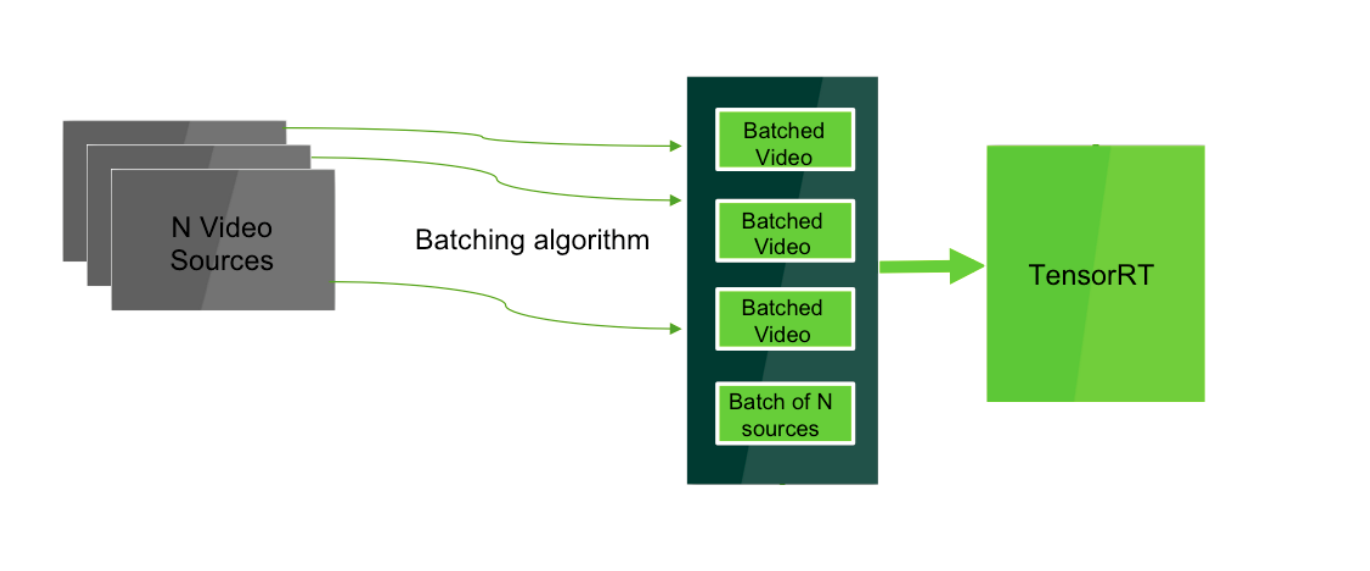 N Video
Sources
Batching algorithm
Batched
Video
Batched
Video
Batched
Video
Batch of N
sources
TensorRT